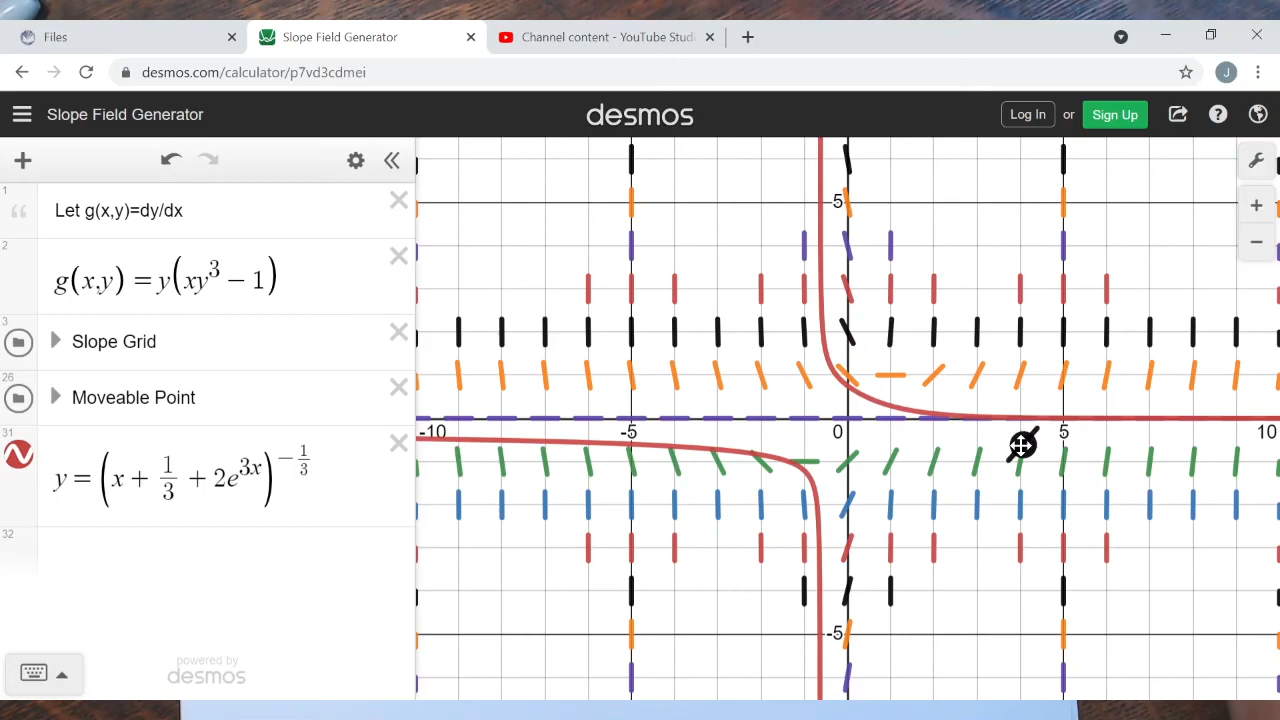 Files
Slope Field Generator
Channel content - YouTube Stud
desmos.com/calculator/p7vd3cdmei
J
Slope Field Generator
desmos
Log In or Sign Up
1
Let g(x,y)=dy/dx
2
g(x,y) = y(xy³ − 1)
3
Slope Grid
26
Moveable Point
31
y = (x + 1/3 + 2e^{3x})^{−1/3}
32
powered by
desmos
5
-10 -5 0 5 10
-5